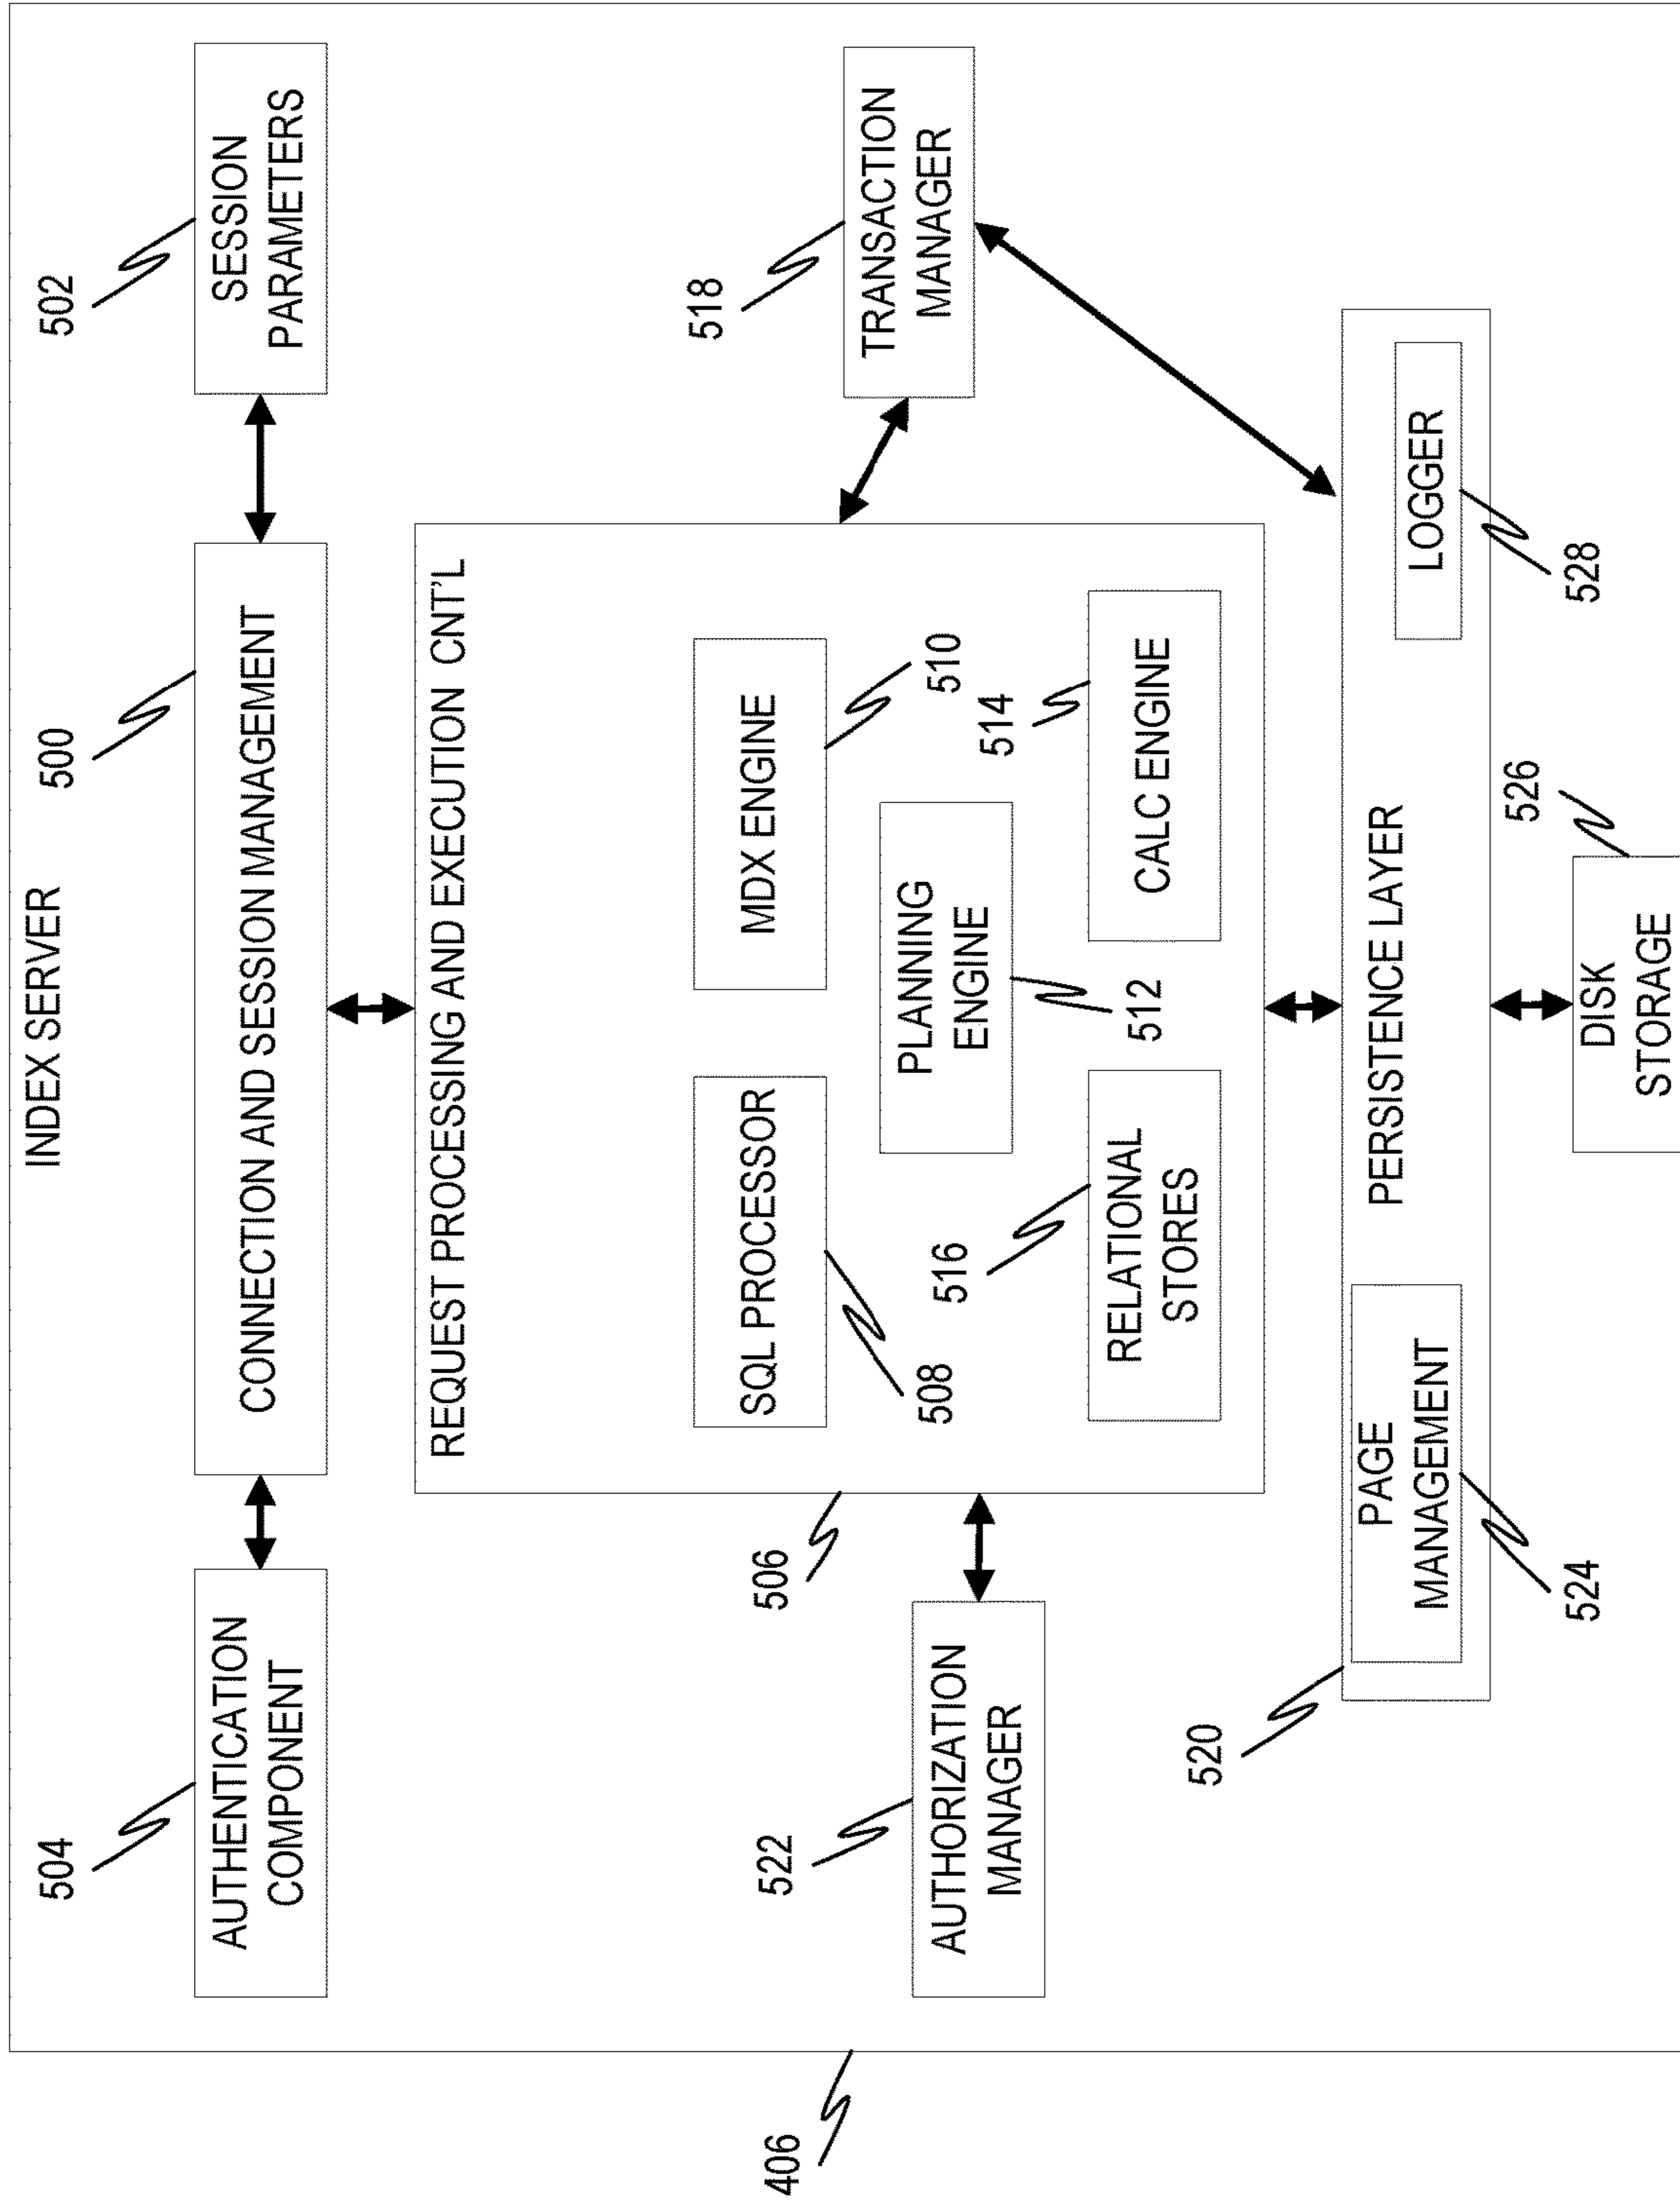 INDEX SERVER
504
500
502
AUTHENTICATION
COMPONENT
CONNECTION AND SESSION MANAGEMENT
SESSION
PARAMETERS
506
REQUEST PROCESSING AND EXECUTION CNT'L
SQL PROCESSOR
MDX ENGINE
508
510
PLANNING
ENGINE
512
516
514
RELATIONAL
STORES
CALC ENGINE
518
TRANSACTION
MANAGER
522
AUTHORIZATION
MANAGER
406
520
PAGE
MANAGEMENT
PERSISTENCE LAYER
LOGGER
524
526
528
DISK
STORAGE